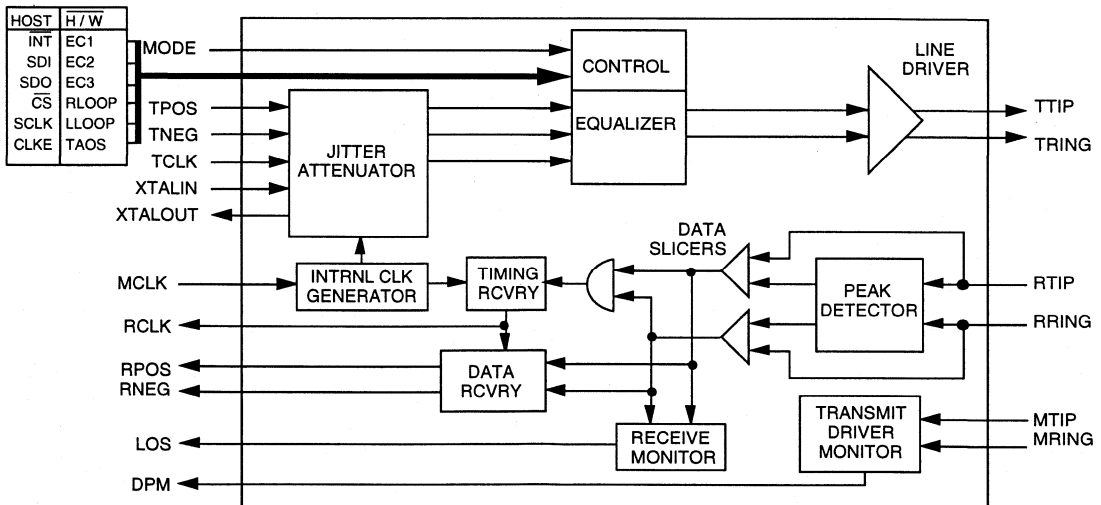 HOST H/W
INT EC1
SDI EC2
SDO EC3
CS RLOOP
SCLK LLOOP
CLKE TAOS
MODE
TPOS
TNEG
TCLK
XTALIN
XTALOUT
MCLK
RCLK
RPOS
RNEG
LOS
DPM
JITTER
ATTENUATOR
CONTROL
EQUALIZER
LINE
DRIVER
TTIP
TRING
INTRNL CLK
GENERATOR
TIMING
RCVRY
DATA
SLICERS
PEAK
DETECTOR
RTIP
RRING
DATA
RCVRY
RECEIVE
MONITOR
TRANSMIT
DRIVER
MONITOR
MTIP
MRING